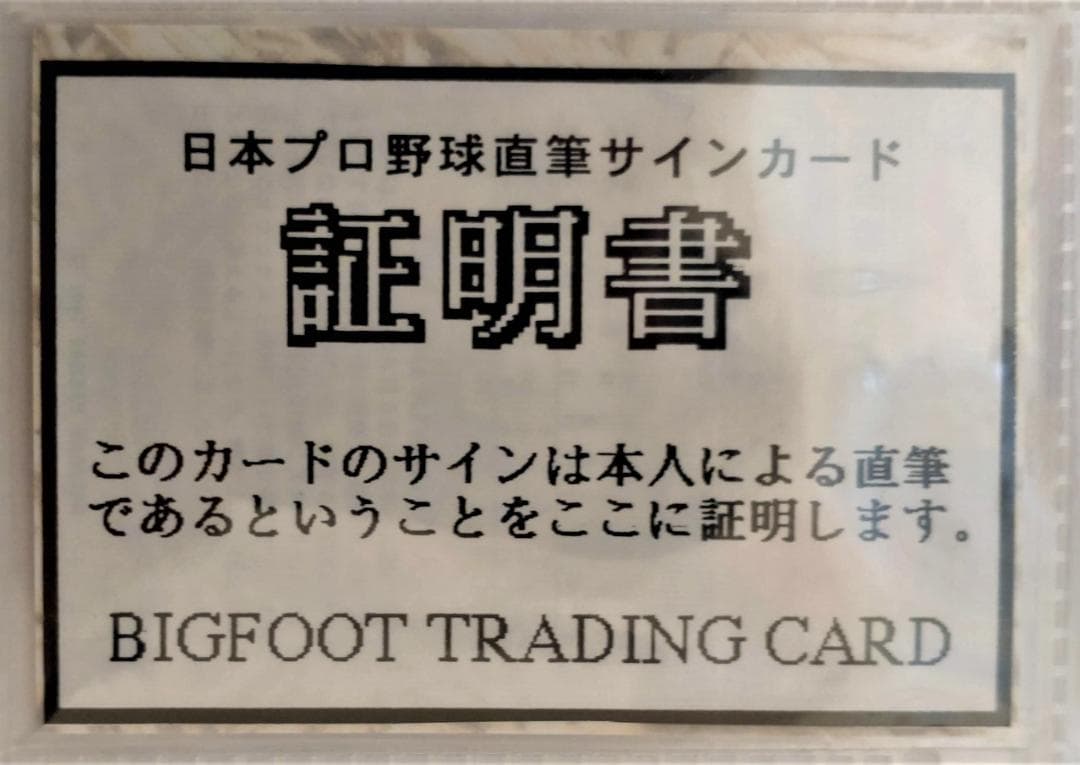 日本プロ野球直筆サインカード
証明書
このカードのサインは本人による直筆
であるということをここに証明します。
BIGFOOT TRADING CARD